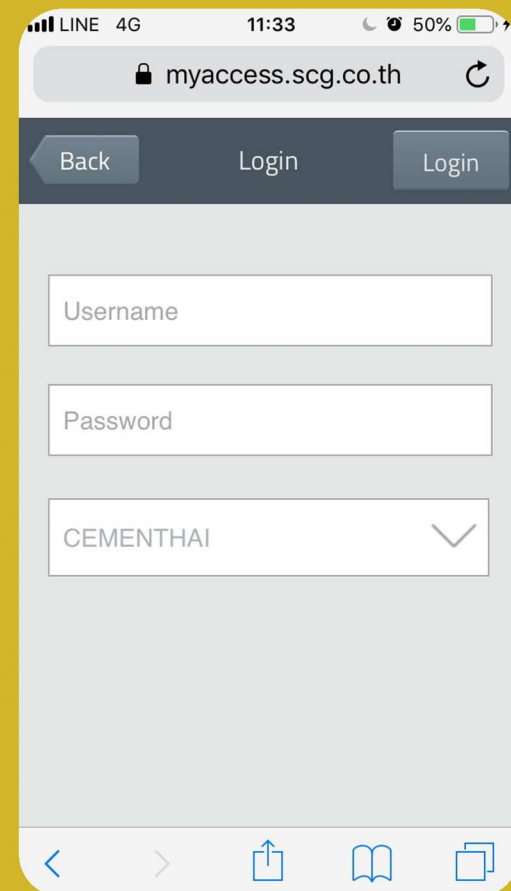 LINE 4G 11:33 50%
myaccess.scg.co.th
Back Login Login
Username
Password
CEMENTHAI